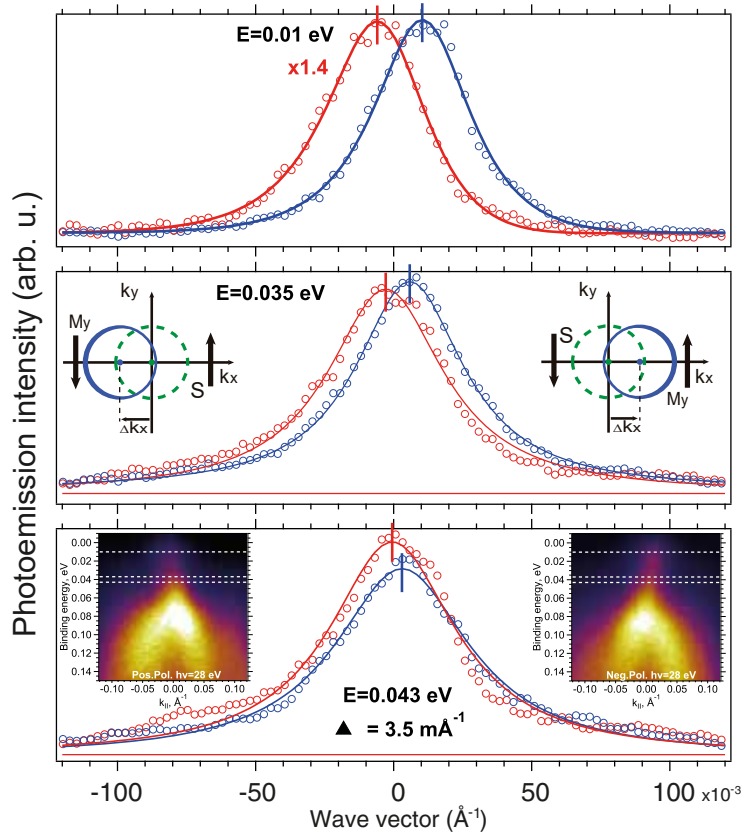 Photoemission intensity (arb. u.)
E=0.01 eV
x1.4
E=0.035 eV
ky
My
S
kx
Δkx
ky
S
kx
My
Δkx
Binding energy, eV
0.00
0.02
0.04
0.06
0.08
0.10
0.12
0.14
Pos.Pol. hv=28 eV
-0.10 -0.05 0.00 0.05 0.10
k||, Å-1
Binding energy, eV
0.00
0.02
0.04
0.06
0.08
0.10
0.12
0.14
Neg.Pol. hv=28 eV
-0.10 -0.05 0.00 0.05 0.10
k||, Å-1
E=0.043 eV
▲ = 3.5 mÅ-1
-100 -50 0 50 100 x10-3
Wave vector (Å-1)